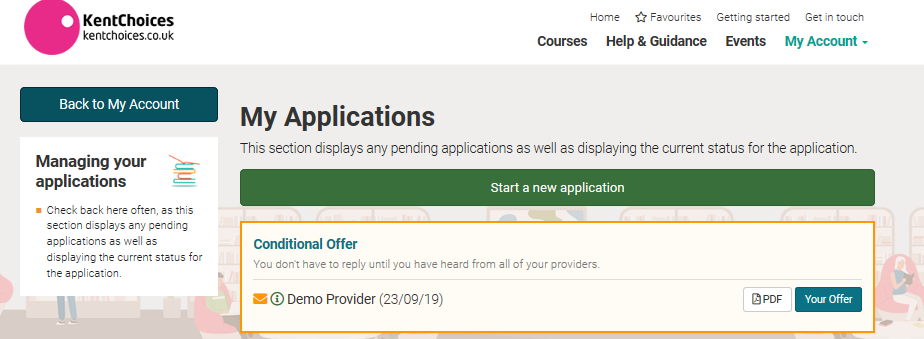 KentChoices
kentchoices.co.uk
Home Favourites Getting started Get in touch
Courses Help & Guidance Events My Account
Back to My Account
Managing your
applications
Check back here often, as this
section displays any pending
applications as well as
displaying the current status for
the application.
My Applications
This section displays any pending applications as well as displaying the current status for the application.
Start a new application
Conditional Offer
You don't have to reply until you have heard from all of your providers.
Demo Provider (23/09/19) PDF Your Offer